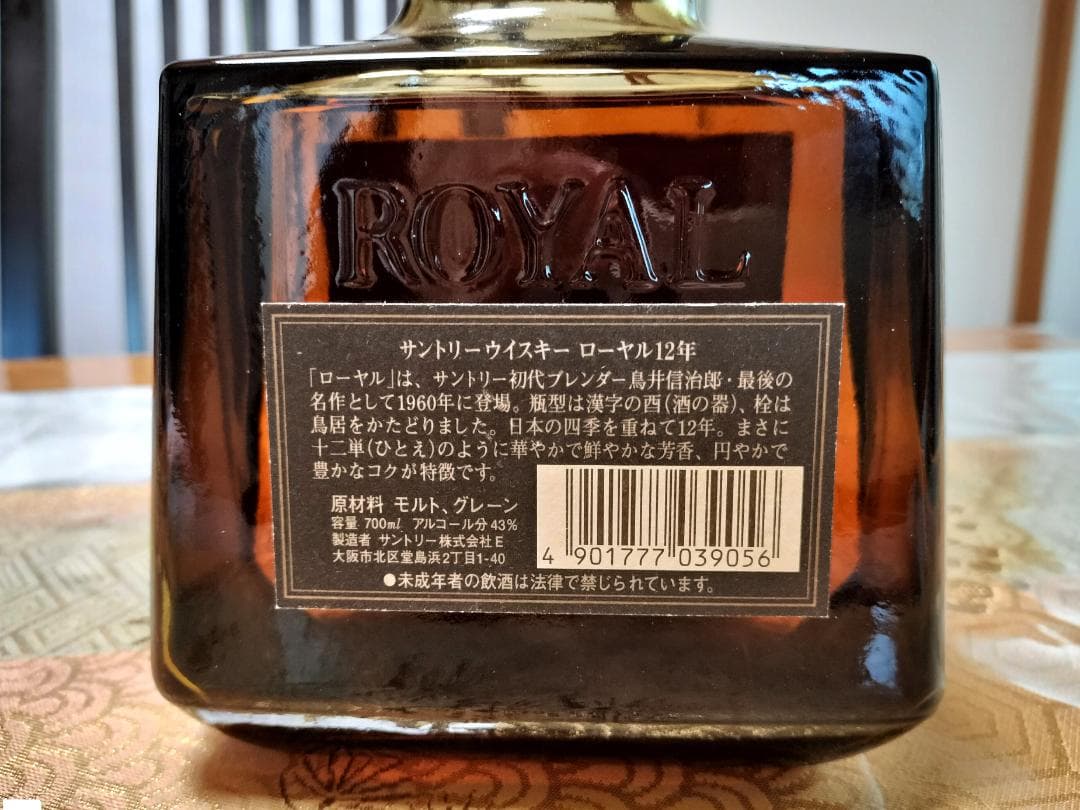 ROYAL
サントリーウイスキー ローヤル12年
「ローヤル」は、サントリー初代ブレンダー鳥井信治郎・最後の
名作として1960年に登場。瓶型は漢字の酉(酒の器)、栓は
鳥居をかたどりました。日本の四季を重ねて12年。まさに
十二単(ひとえ)のように華やかで鮮やかな芳香、円やかで
豊かなコクが特徴です。
原材料 モルト、グレーン
容量 700ml アルコール分43%
製造者 サントリー株式会社E
大阪市北区堂島浜2丁目1-40
4 901777 039056
●未成年者の飲酒は法律で禁じられています。